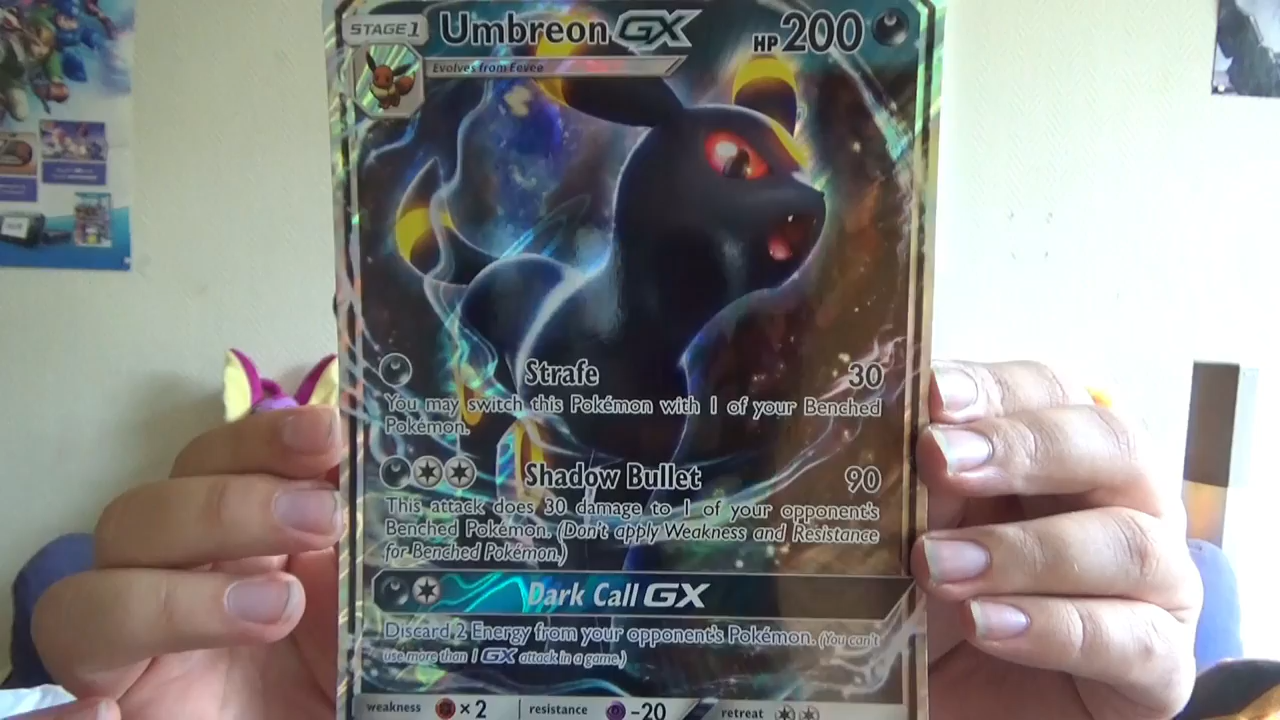 STAGE 1 Umbreon GX HP 200
Evolves from Eevee
Strafe 30
You may switch this Pokémon with 1 of your Benched
Pokémon.
Shadow Bullet 90
This attack does 30 damage to 1 of your opponent's
Benched Pokémon. (Don't apply Weakness and Resistance
for Benched Pokémon.)
Dark Call GX
Discard 2 Energy from your opponent's Pokémon. (You can't
use more than 1 GX attack in a game.)
weakness ×2 resistance -20 retreat